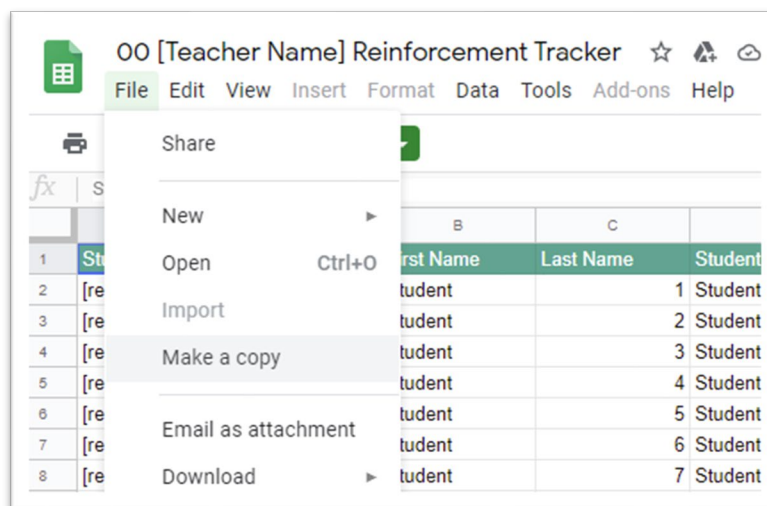 00 [Teacher Name] Reinforcement Tracker
File Edit View Insert Format Data Tools Add-ons Help
Share
fx S
New
B C
Open Ctrl+O
1 Stu irst Name Last Name Student
2 [re tudent 1 Student
Import
3 [re tudent 2 Student
4 [re tudent 3 Student
Make a copy
5 [re tudent 4 Student
6 [re tudent 5 Student
Email as attachment
7 [re tudent 6 Student
8 [re tudent 7 Student
Download